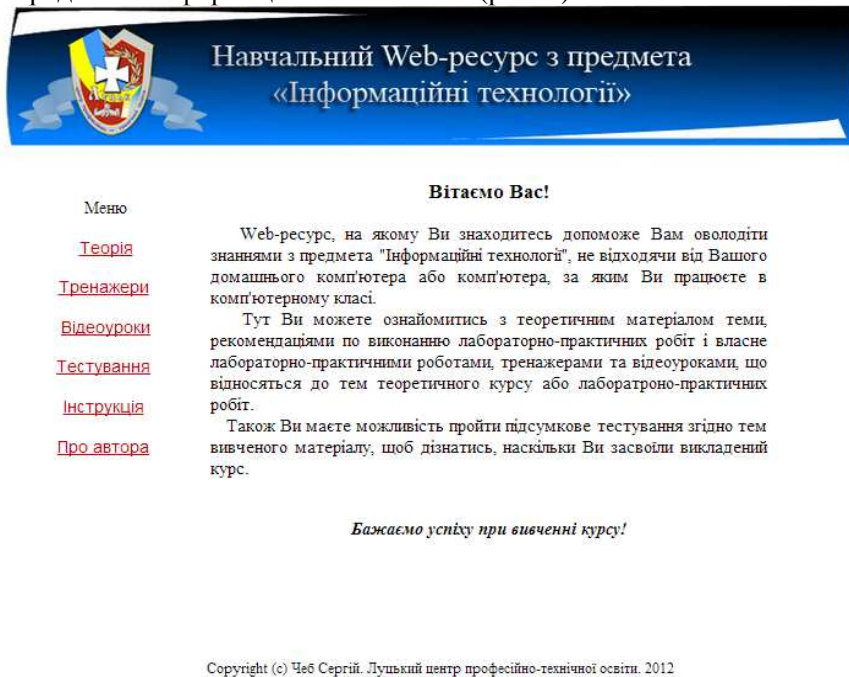 Навчальний Web-ресурс з предмета
«Інформаційні технології»
Меню
Теорія
Тренажери
Відеоуроки
Тестування
Інструкція
Про автора
Вітаємо Вас!
Web-ресурс, на якому Ви знаходитесь допоможе Вам оволодіти
знаннями з предмета "Інформаційні технології", не відходячи від Вашого
домашнього комп'ютера або комп'ютера, за яким Ви працюєте в
комп'ютерному класі.
Тут Ви можете ознайомитись з теоретичним матеріалом теми,
рекомендаціями по виконанню лабораторно-практичних робіт і власне
лабораторно-практичними роботами, тренажерами та відеоуроками, що
відносяться до тем теоретичного курсу або лаборатроно-практичних
робіт.
Також Ви маєте можливість пройти підсумкове тестування згідно тем
вивченого матеріалу, щоб дізнатись, наскільки Ви засвоїли викладений
курс.
Бажаємо успіху при вивченні курсу!
Copyright (c) Чеб Сергій. Луцький центр професійно-технічної освіти. 2012